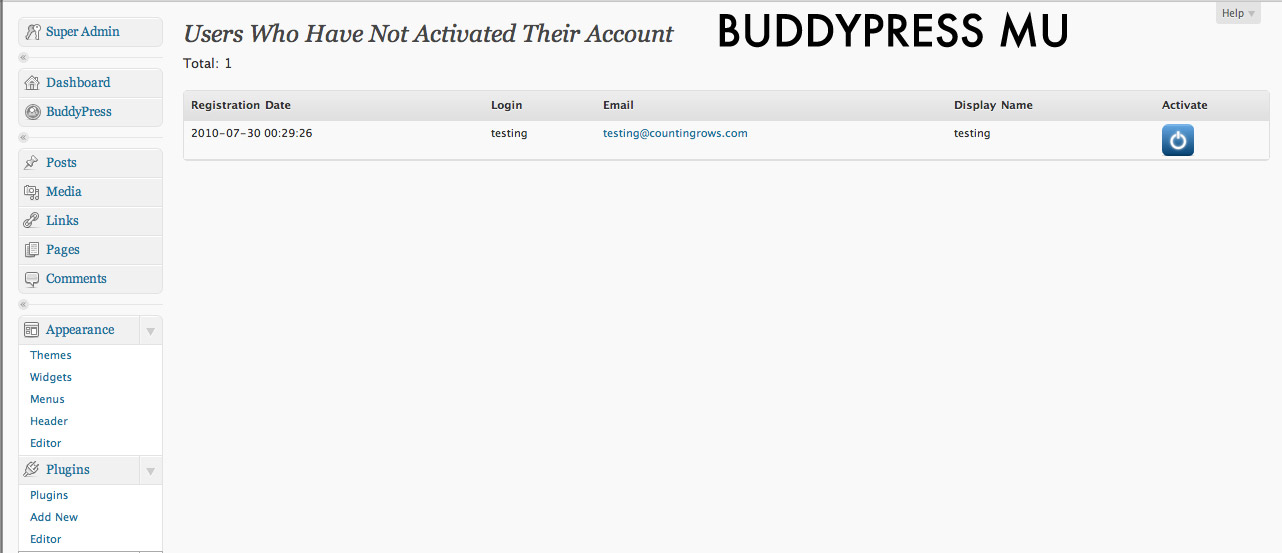 Help
Super Admin
Users Who Have Not Activated Their Account
BUDDYPRESS MU
Total: 1
Dashboard
BuddyPress
Registration Date Login Email Display Name Activate
2010-07-30 00:29:26 testing testing@countingrows.com testing
Posts
Media
Links
Pages
Comments
Appearance
Themes
Widgets
Menus
Header
Editor
Plugins
Plugins
Add New
Editor